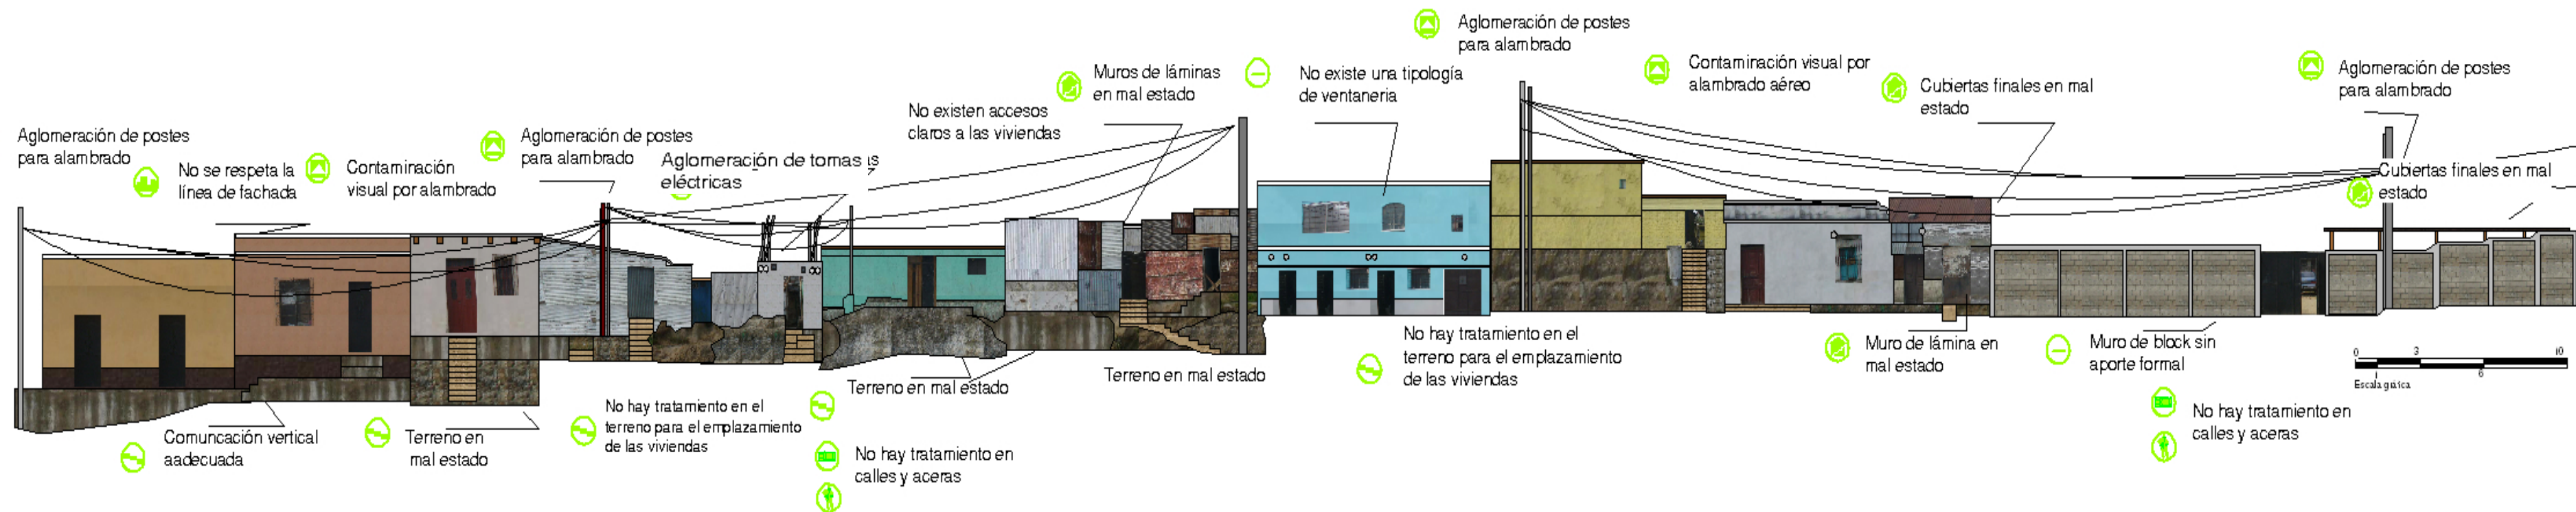 Aglomeración de postes
para alambrado
No se respeta la
línea de fachada
Contaminación
visual por alambrado
Aglomeración de postes
para alambrado
Aglomeración de tomas
eléctricas
No existen accesos
claros a las viviendas
Muros de láminas
en mal estado
No existe una tipología
de ventaneria
Aglomeración de postes
para alambrado
Contaminación visual por
alambrado aéreo
Cubiertas finales en mal
estado
Aglomeración de postes
para alambrado
Cubiertas finales en mal
estado
Comuncación vertical
aadecuada
Terreno en
mal estado
No hay tratamiento en el
terreno para el emplazamiento
de las viviendas
Terreno en mal estado
No hay tratamiento en
calles y aceras
Terreno en mal estado
No hay tratamiento en el
terreno para el emplazamiento
de las viviendas
Muro de lámina en
mal estado
Muro de block sin
aporte formal
No hay tratamiento en
calles y aceras
0 3 10
6
Escala gráfica